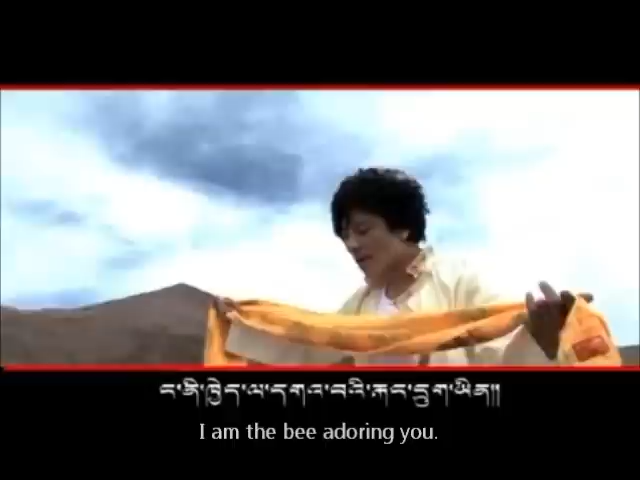 ང་ནི་ཁྱེད་ལ་དགའ་བའི་རྐང་དྲུག་ཡིན།།
I am the bee adoring you.